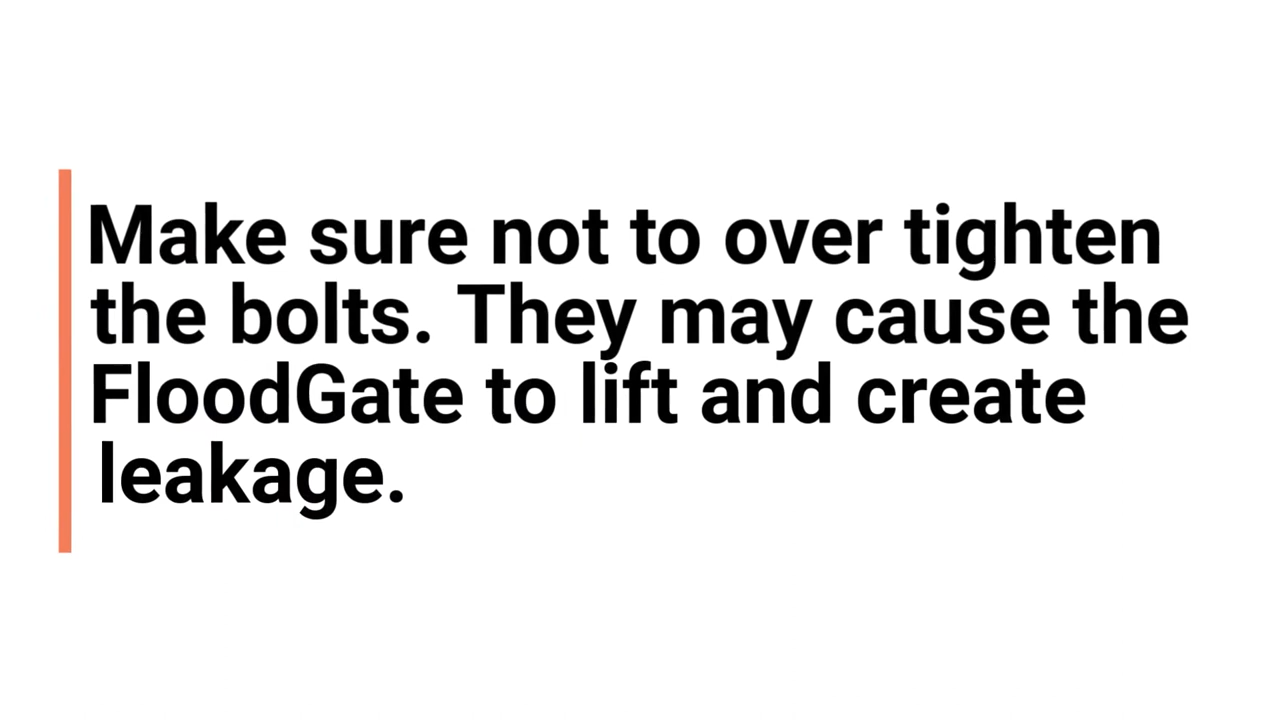 Make sure not to over tighten
the bolts. They may cause the
FloodGate to lift and create
leakage.